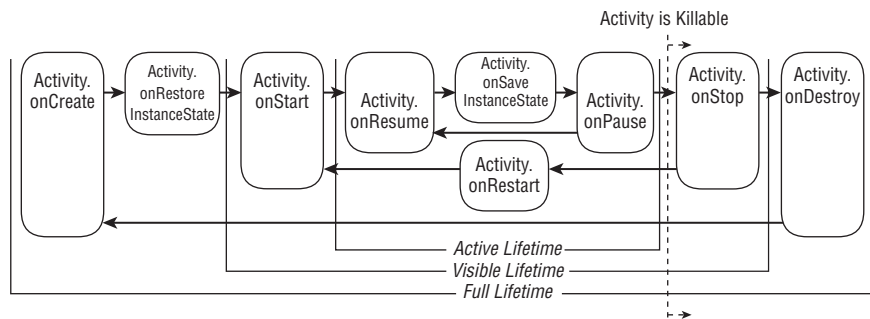 Activity is Killable
Activity.
onCreate
Activity.
onRestore
InstanceState
Activity.
onStart
Activity.
onResume
Activity.
onSave
InstanceState
Activity.
onPause
Activity.
onStop
Activity.
onDestroy
Activity.
onRestart
Active Lifetime
Visible Lifetime
Full Lifetime